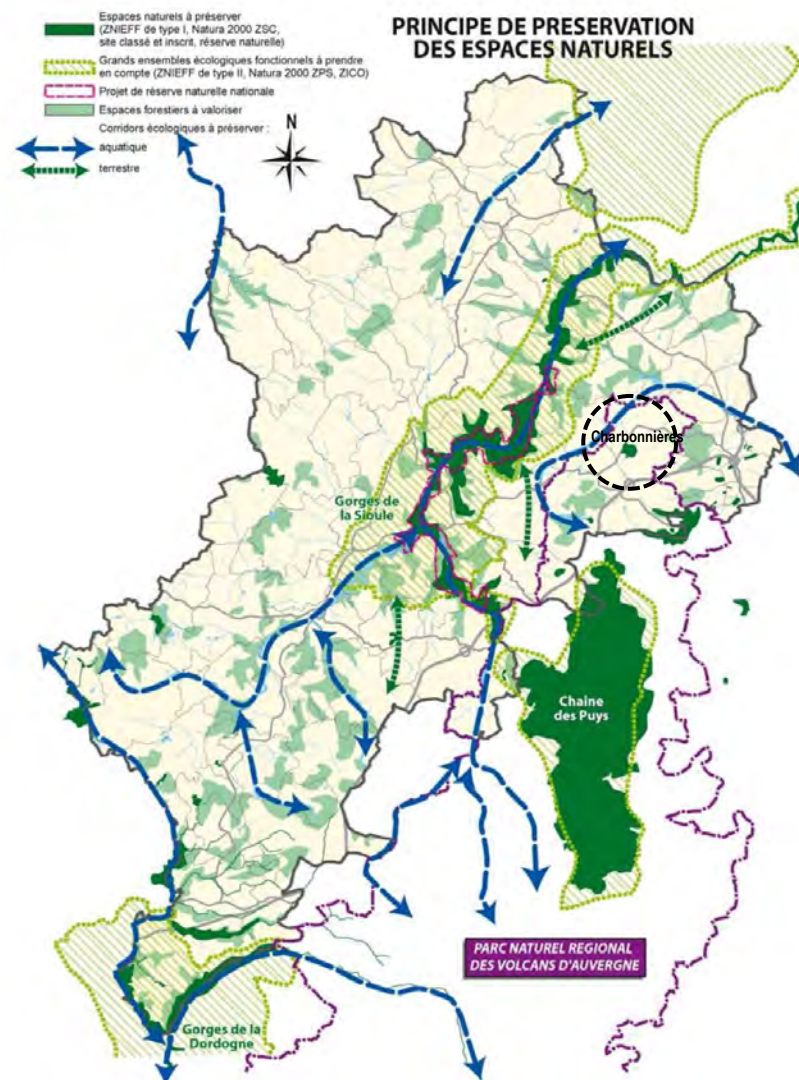 PRINCIPE DE PRESERVATION
DES ESPACES NATURELS
Espaces naturels à préserver
(ZNIEFF de type I, Natura 2000 ZSC,
site classé et inscrit, réserve naturelle)
Grands ensembles écologiques fonctionnels à prendre
en compte (ZNIEFF de type II, Natura 2000 ZPS, ZICO)
Projet de réserve naturelle nationale
Espaces forestiers à valoriser
Corridors écologiques à préserver :
aquatique
terrestre
N
Charbonnières
Gorges de
la Sioule
Chaine
des Puys
PARC NATUREL REGIONAL
DES VOLCANS D'AUVERGNE
Gorges de la
Dordogne